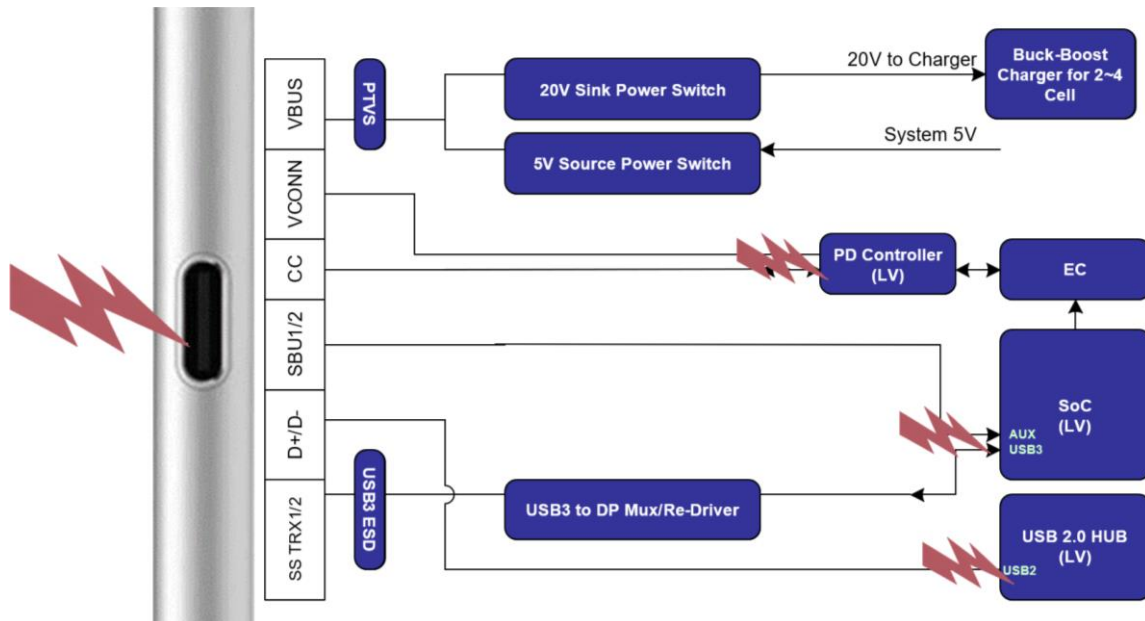 VBUS
VCONN
CC
SBU1/2
D+/D-
SS TRX1/2
PTVS
USB3 ESD
20V Sink Power Switch
5V Source Power Switch
20V to Charger
System 5V
Buck-Boost
Charger for 2~4
Cell
PD Controller
(LV)
EC
SoC
(LV)
AUX
USB3
USB3 to DP Mux/Re-Driver
USB 2.0 HUB
(LV)
USB2